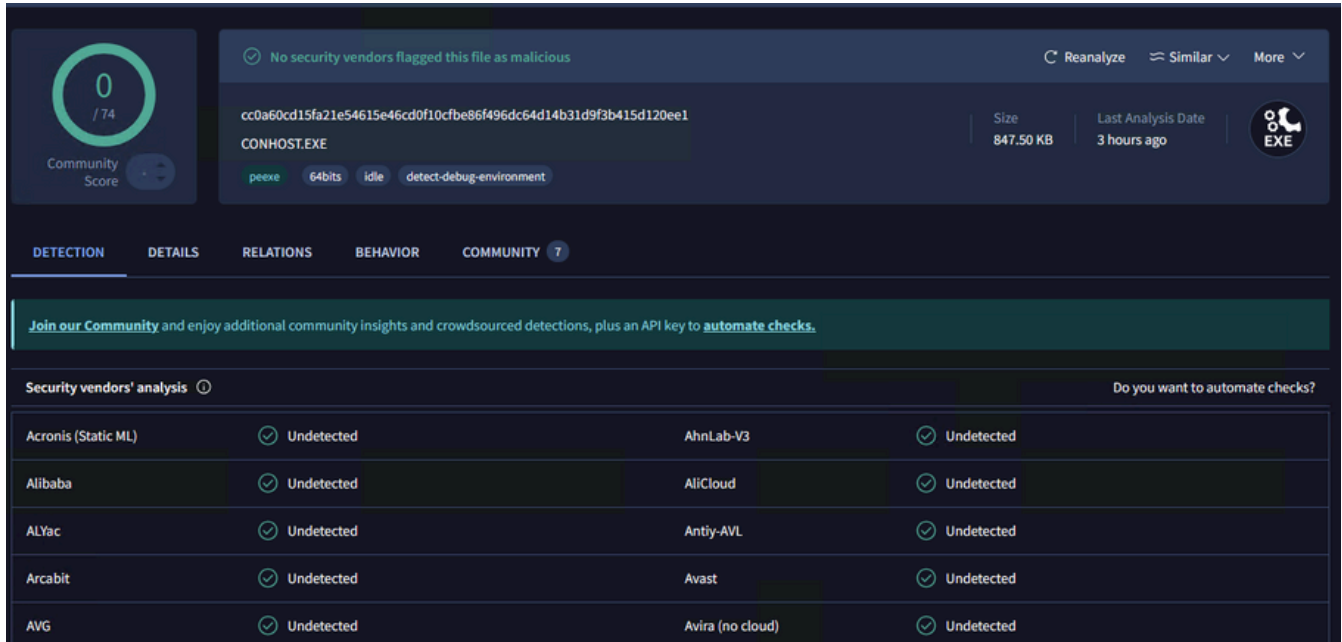 0
/ 74
Community
Score
No security vendors flagged this file as malicious
Reanalyze
Similar
More
cc0a60cd15fa21e54615e46cd0f10cfbe86f496dc64d14b31d9f3b415d120ee1
CONHOST.EXE
peexe 64bits idle detect-debug-environment
Size
847.50 KB
Last Analysis Date
3 hours ago
EXE
DETECTION DETAILS RELATIONS BEHAVIOR COMMUNITY 7
Join our Community and enjoy additional community insights and crowdsourced detections, plus an API key to automate checks.
Security vendors' analysis Do you want to automate checks?
Acronis (Static ML) Undetected AhnLab-V3 Undetected
Alibaba Undetected AliCloud Undetected
ALYac Undetected Antiy-AVL Undetected
Arcabit Undetected Avast Undetected
AVG Undetected Avira (no cloud) Undetected